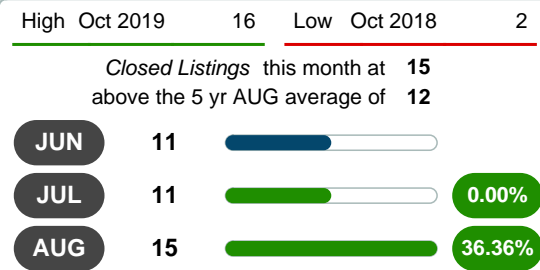 High Oct 2019 16 Low Oct 2018 2
Closed Listings this month at 15
above the 5 yr AUG average of 12
JUN 11
JUL 11 0.00%
AUG 15 36.36%